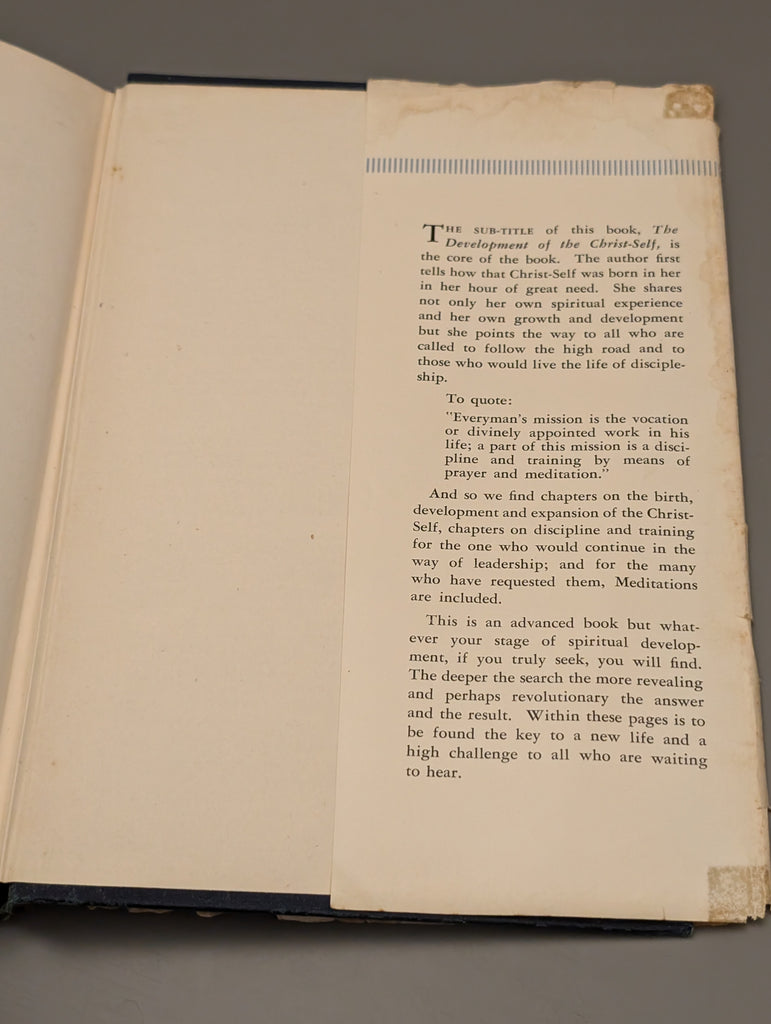 THE SUB-TITLE of this book, The
Development of the Christ-Self, is
the core of the book. The author first
tells how that Christ-Self was born in her
in her hour of great need. She shares
not only her own spiritual experience
and her own growth and development
but she points the way to all who are
called to follow the high road and to
those who would live the life of disciple-
ship.
To quote:
"Everyman's mission is the vocation
or divinely appointed work in his
life; a part of this mission is a disci-
pline and training by means of
prayer and meditation."
And so we find chapters on the birth,
development and expansion of the Christ-
Self, chapters on discipline and training
for the one who would continue in the
way of leadership; and for the many
who have requested them, Meditations
are included.
This is an advanced book but what-
ever your stage of spiritual develop-
ment, if you truly seek, you will find.
The deeper the search the more revealing
and perhaps revolutionary the answer
and the result. Within these pages is to
be found the key to a new life and a
high challenge to all who are waiting
to hear.